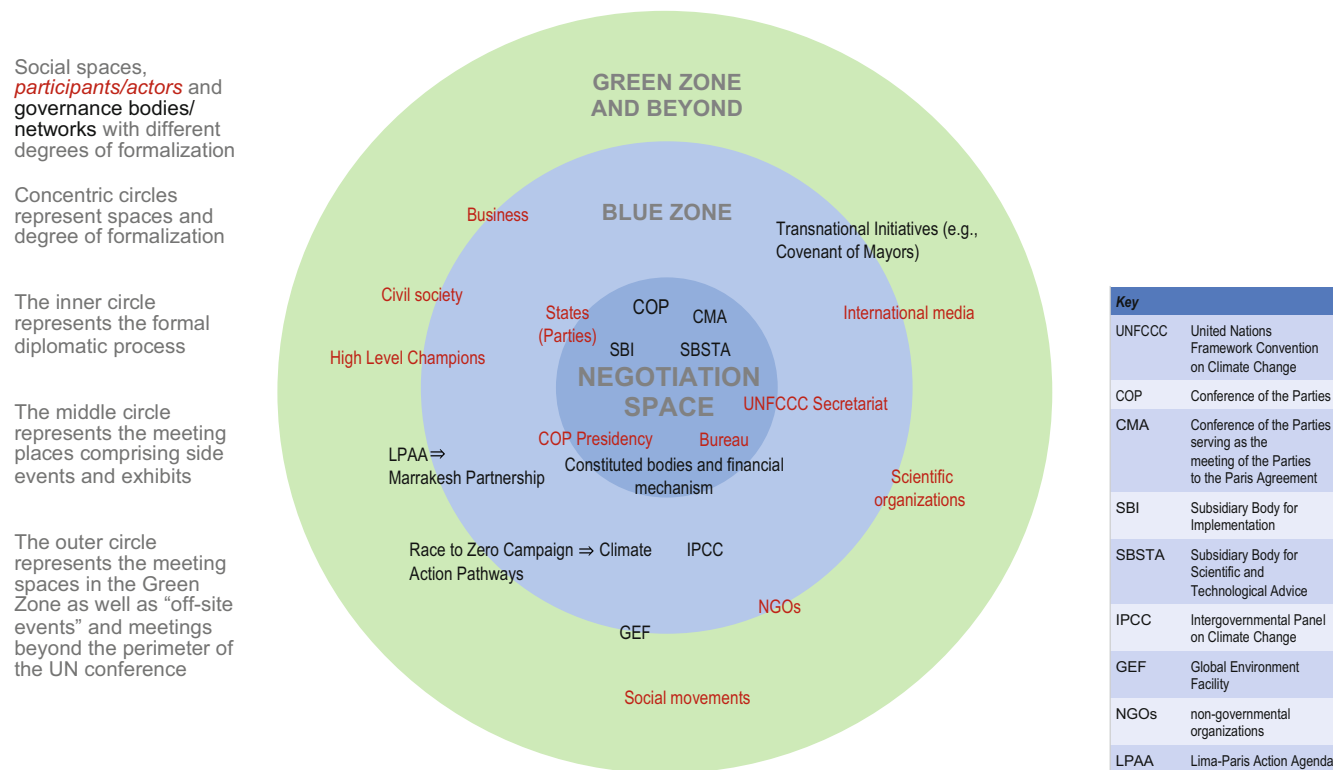 Social spaces,
participants/actors and
governance bodies/
networks with different
degrees of formalization
Concentric circles
represent spaces and
degree of formalization
The inner circle
represents the formal
diplomatic process
The middle circle
represents the meeting
places comprising side
events and exhibits
The outer circle
represents the meeting
spaces in the Green
Zone as well as “off-site
events” and meetings
beyond the perimeter of
the UN conference
GREEN ZONE
AND BEYOND
BLUE ZONE
Business
Transnational Initiatives (e.g.,
Covenant of Mayors)
Civil society
States
(Parties)
COP
CMA
International media
High Level Champions
SBI
SBSTA
NEGOTIATION
SPACE
UNFCCC Secretariat
COP Presidency
Bureau
LPAA⇒
Marrakesh Partnership
Constituted bodies and financial
mechanism
Scientific
organizations
Race to Zero Campaign ⇒ Climate
Action Pathways
IPCC
NGOs
GEF
Social movements
Key
UNFCCC United Nations
Framework Convention
on Climate Change
COP Conference of the Parties
CMA Conference of the Parties
serving as the
meeting of the Parties
to the Paris Agreement
SBI Subsidiary Body for
Implementation
SBSTA Subsidiary Body for
Scientific and
Technological Advice
IPCC Intergovernmental Panel
on Climate Change
GEF Global Environment
Facility
NGOs non-governmental
organizations
LPAA Lima-Paris Action Agenda